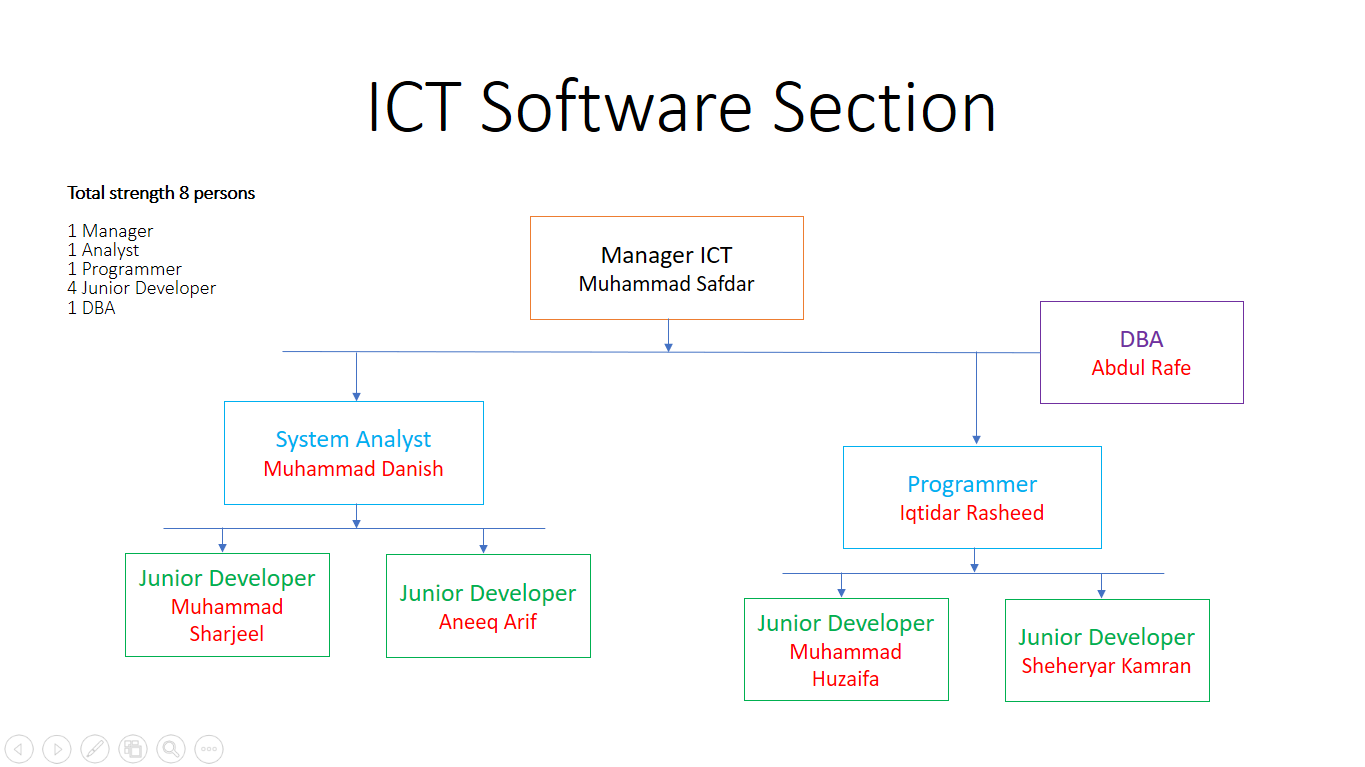 ICT Software Section
Total strength 8 persons
1 Manager
1 Analyst
1 Programmer
4 Junior Developer
1 DBA
Manager ICT
Muhammad Safdar
DBA
Abdul Rafe
System Analyst
Muhammad Danish
Programmer
Iqtidar Rasheed
Junior Developer
Muhammad
Sharjeel
Junior Developer
Aneeq Arif
Junior Developer
Muhammad
Huzaifa
Junior Developer
Sheheryar Kamran